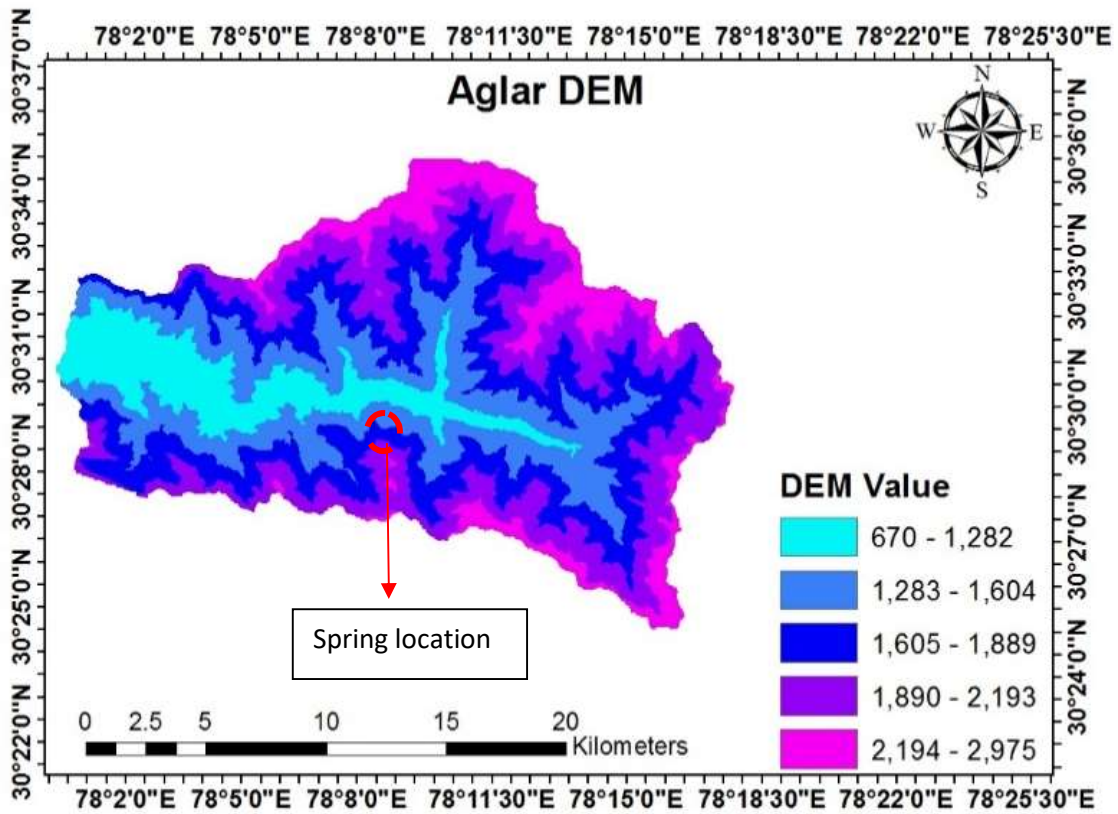 78°2'0"E 78°5'0"E 78°8'0"E 78°11'30"E 78°15'0"E 78°18'30"E 78°22'0"E 78°25'30"E
Aglar DEM
N
W E
S
30°37'0"N
30°34'0"N
30°31'0"N
30°28'0"N
30°25'0"N
30°22'0"N
30°36'0"N
30°33'0"N
30°30'0"N
30°27'0"N
30°24'0"N
DEM Value
670 - 1,282
1,283 - 1,604
1,605 - 1,889
1,890 - 2,193
2,194 - 2,975
Spring location
0 2.5 5 10 15 20
Kilometers
78°2'0"E 78°5'0"E 78°8'0"E 78°11'30"E 78°15'0"E 78°18'30"E 78°22'0"E 78°25'30"E